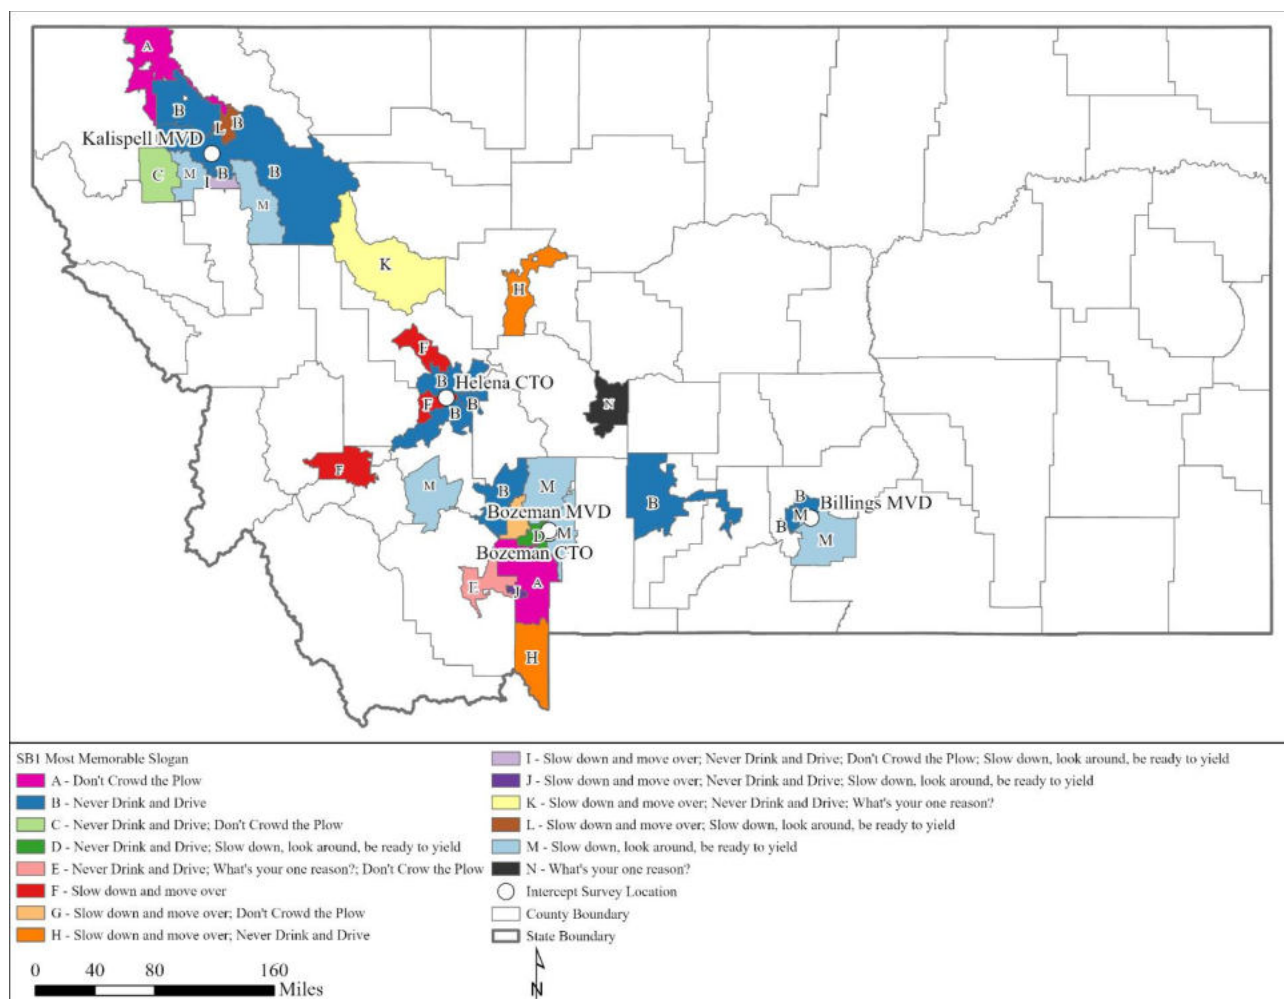 A
B
L
B
Kalispell MVD
C
M
I
B
B
M
K
H
F
B
Helena CTO
F
B
B
N
F
M
B
M
Bozeman MVD
D
M
Bozeman CTO
E
J
A
H
B
B
Billings MVD
M
B
M
SB1 Most Memorable Slogan
A - Don't Crowd the Plow
B - Never Drink and Drive
C - Never Drink and Drive; Don't Crowd the Plow
D - Never Drink and Drive; Slow down, look around, be ready to yield
E - Never Drink and Drive; What's your one reason?; Don't Crow the Plow
F - Slow down and move over
G - Slow down and move over; Don't Crowd the Plow
H - Slow down and move over; Never Drink and Drive
I - Slow down and move over; Never Drink and Drive; Don't Crowd the Plow; Slow down, look around, be ready to yield
J - Slow down and move over; Never Drink and Drive; Slow down, look around, be ready to yield
K - Slow down and move over; Never Drink and Drive; What's your one reason?
L - Slow down and move over; Slow down, look around, be ready to yield
M - Slow down, look around, be ready to yield
N - What's your one reason?
Intercept Survey Location
County Boundary
State Boundary
0 40 80 160
Miles
N